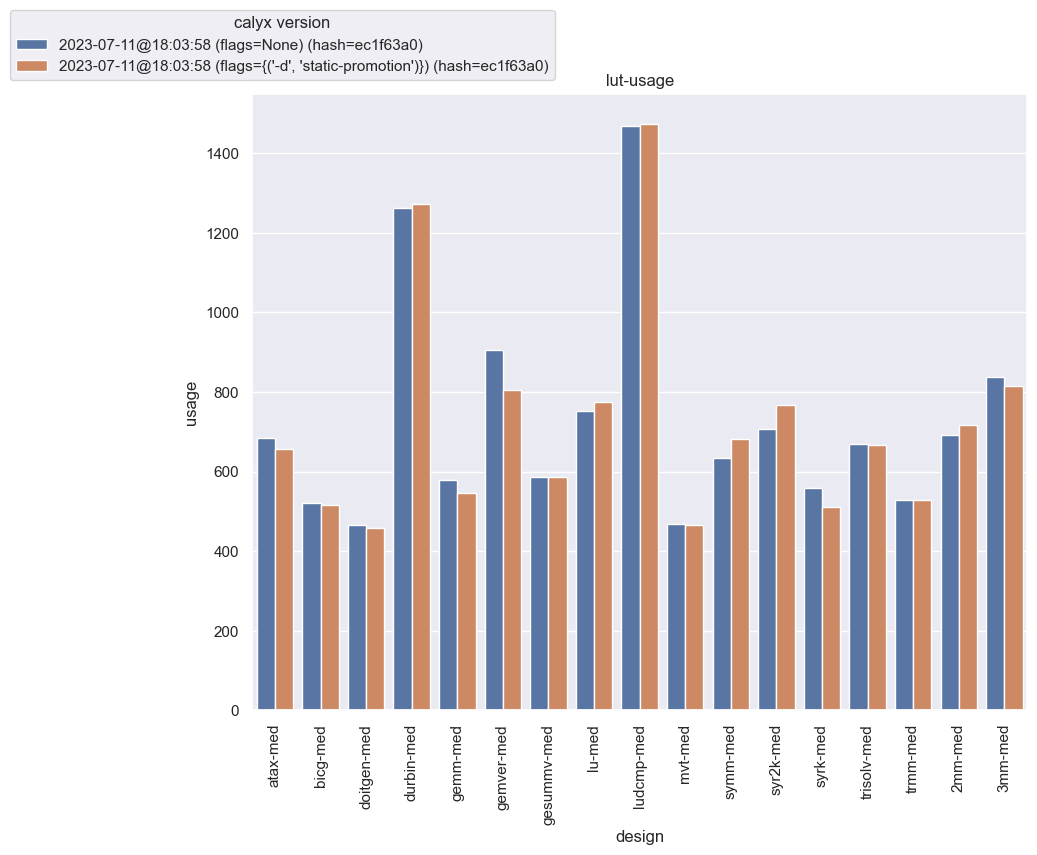 calyx version
2023-07-11@18:03:58 (flags=None) (hash=ec1f63a0)
2023-07-11@18:03:58 (flags={('-d', 'static-promotion')}) (hash=ec1f63a0)
lut-usage
1400
1200
1000
800
600
400
200
0
usage
atax-med
bicg-med
doitgen-med
durbin-med
gemm-med
gemver-med
gesummv-med
lu-med
ludcmp-med
mvt-med
symm-med
syr2k-med
syrk-med
trisolv-med
trmm-med
2mm-med
3mm-med
design